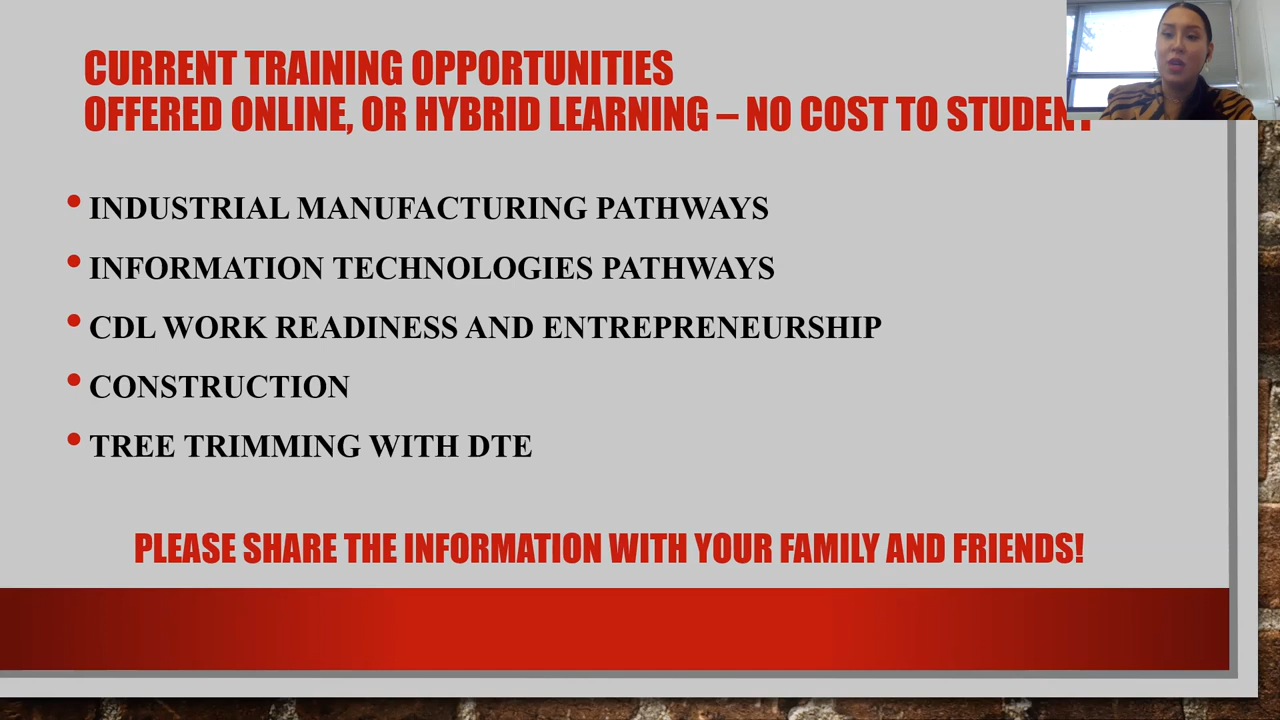 CURRENT TRAINING OPPORTUNITIES
OFFERED ONLINE, OR HYBRID LEARNING – NO COST TO STUDENT
• INDUSTRIAL MANUFACTURING PATHWAYS
• INFORMATION TECHNOLOGIES PATHWAYS
• CDL WORK READINESS AND ENTREPRENEURSHIP
• CONSTRUCTION
• TREE TRIMMING WITH DTE
PLEASE SHARE THE INFORMATION WITH YOUR FAMILY AND FRIENDS!